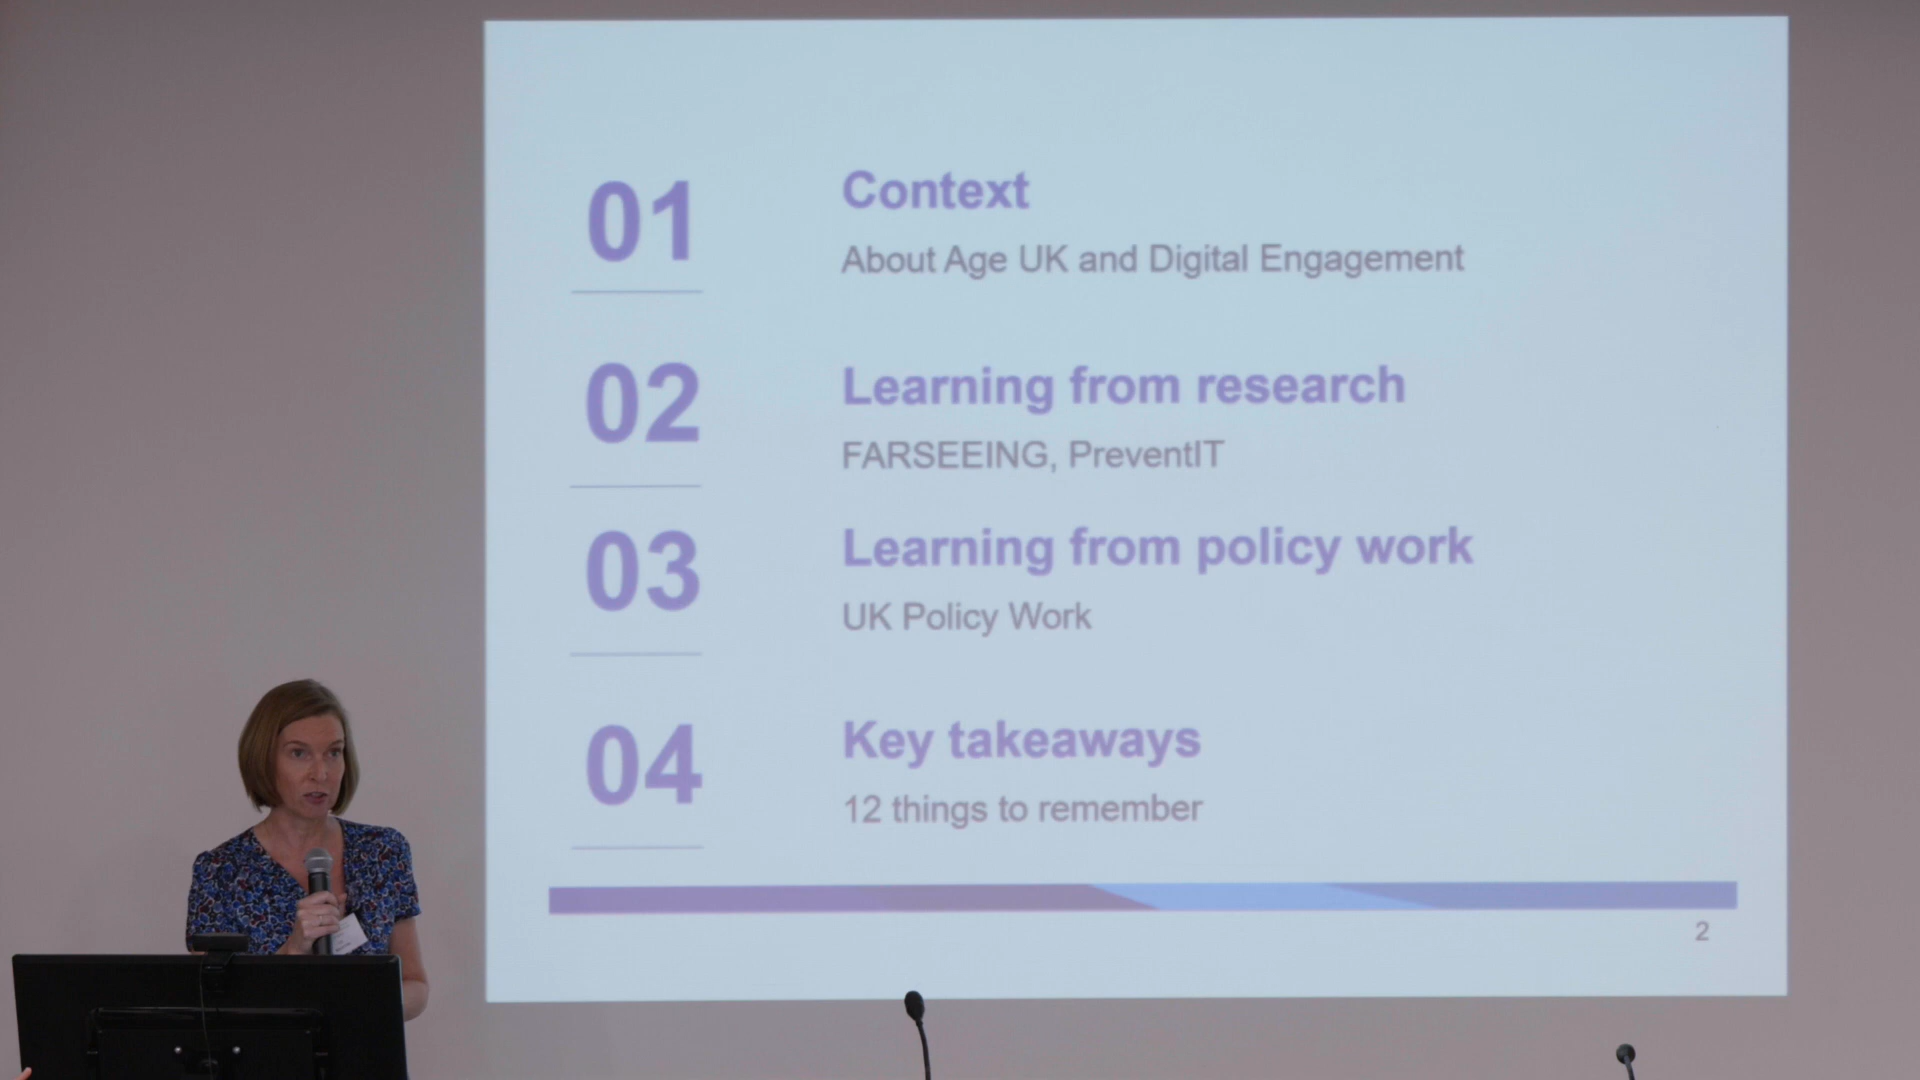 01
Context
About Age UK and Digital Engagement
02
Learning from research
FARSEEING, PreventIT
03
Learning from policy work
UK Policy Work
04
Key takeaways
12 things to remember
2